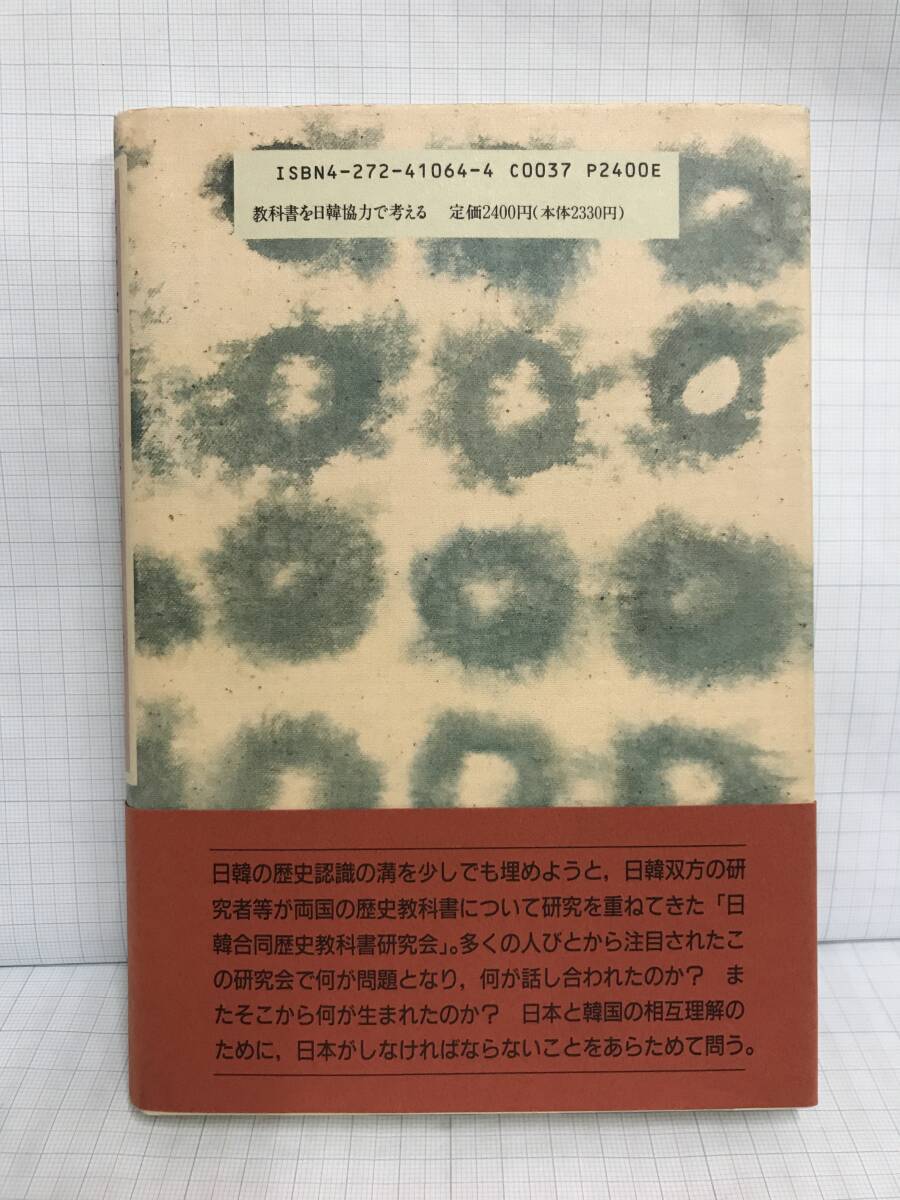 ISBN4-272-41064-4 C0037 P2400E
教科書を日韓協力で考える 定価2400円(本体2330円)
日韓の歴史認識の溝を少しでも埋めようと，日韓双方の研
究者等が両国の歴史教科書について研究を重ねてきた「日
韓合同歴史教科書研究会」。多くの人びとから注目されたこ
の研究会で何が問題となり，何が話し合われたのか？ ま
たそこから何が生まれたのか？ 日本と韓国の相互理解の
ために，日本がしなければならないことをあらためて問う。